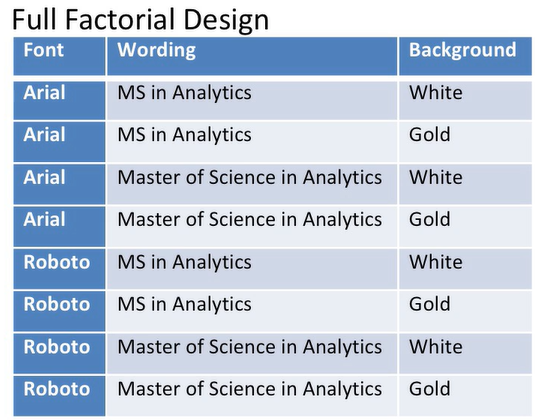 Full Factorial Design
Font Wording Background
Arial MS in Analytics White
Arial MS in Analytics Gold
Arial Master of Science in Analytics White
Arial Master of Science in Analytics Gold
Roboto MS in Analytics White
Roboto MS in Analytics Gold
Roboto Master of Science in Analytics White
Roboto Master of Science in Analytics Gold